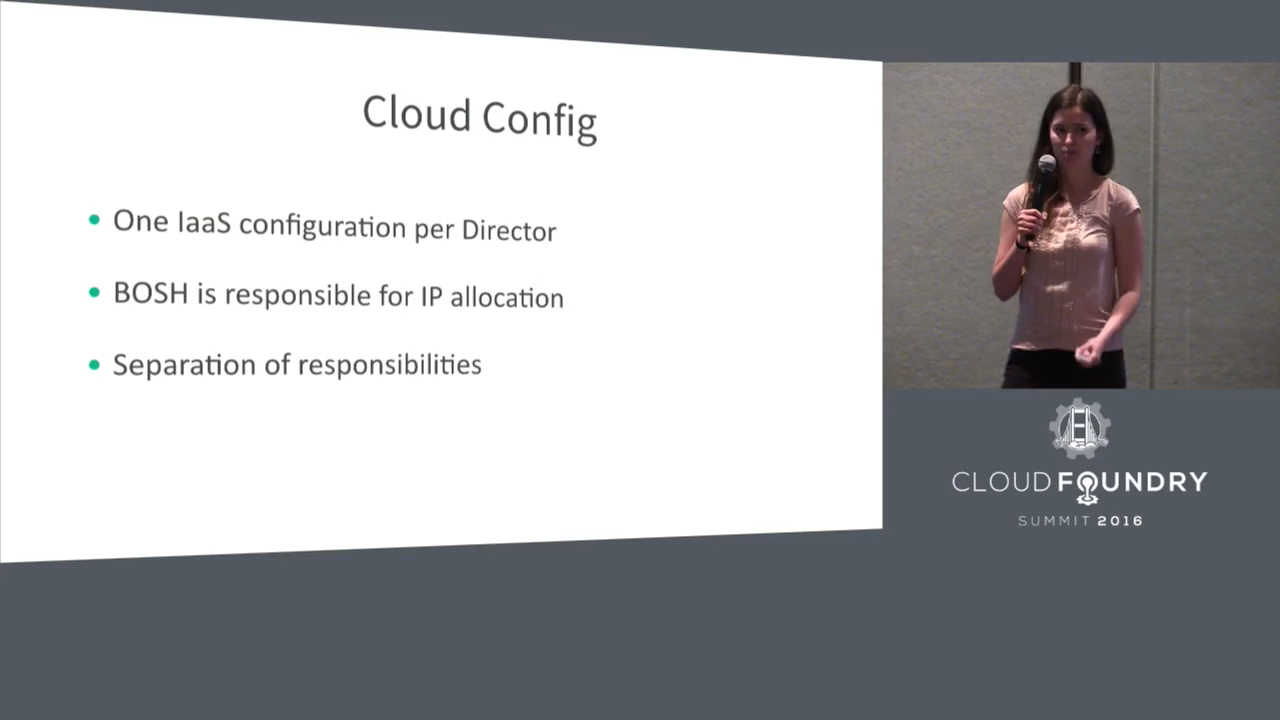 Cloud Config
One IaaS configuration per Director
BOSH is responsible for IP allocation
Separation of responsibilities
CLOUD FOUNDRY
SUMMIT 2016